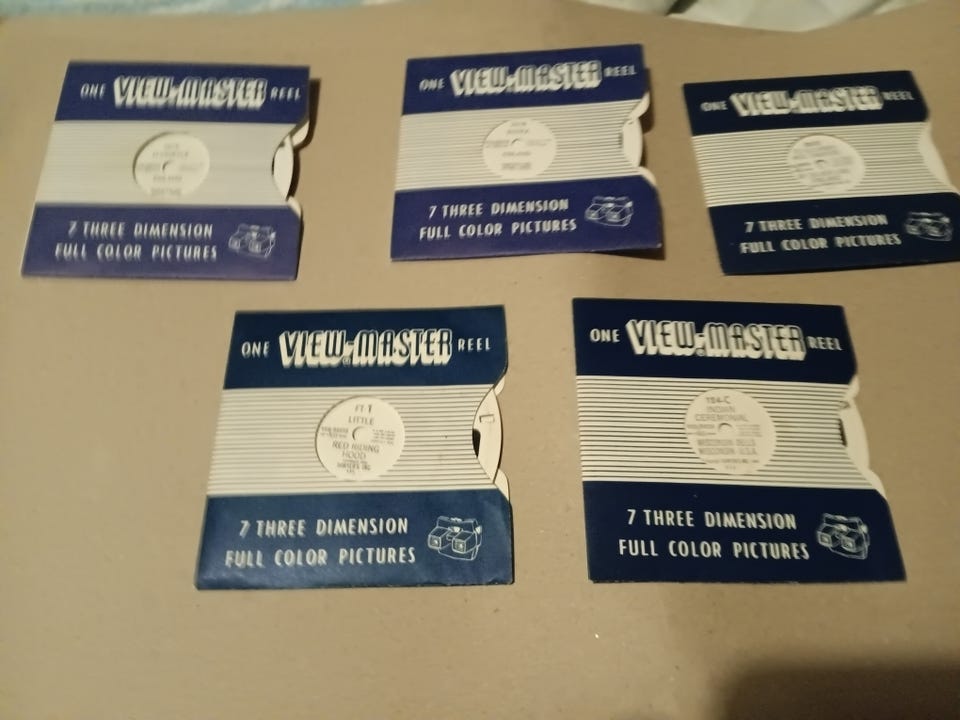 ONE VIEW-MASTER REEL
7 THREE DIMENSION
FULL COLOR PICTURES
ONE VIEW-MASTER REEL
7 THREE DIMENSION
FULL COLOR PICTURES
ONE VIEW-MASTER REEL
7 THREE DIMENSION
FULL COLOR PICTURES
ONE VIEW-MASTER REEL
FT-1
LITTLE
RED RIDING
HOOD
7 THREE DIMENSION
FULL COLOR PICTURES
ONE VIEW-MASTER REEL
194-C
INDIAN
CEREMONIAL
WISCONSIN DELLS
WISCONSIN U.S.A.
7 THREE DIMENSION
FULL COLOR PICTURES